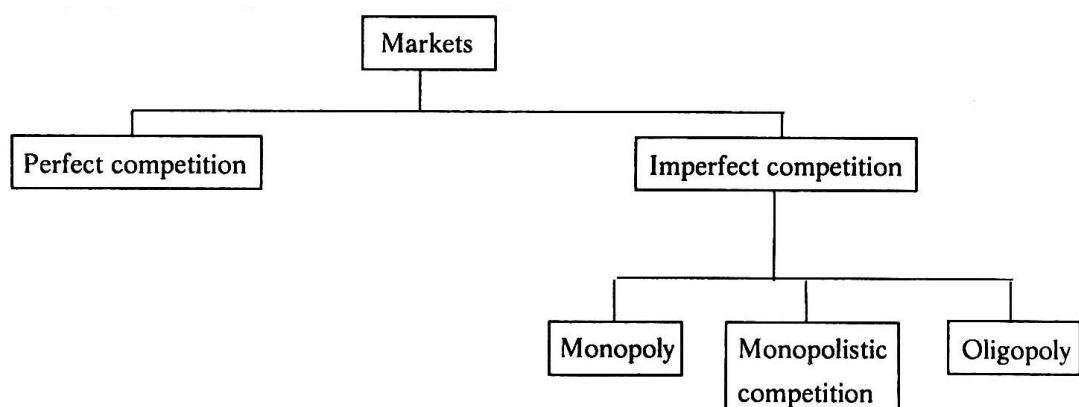 Markets
Perfect competition
Imperfect competition
Monopoly
Monopolistic
competition
Oligopoly